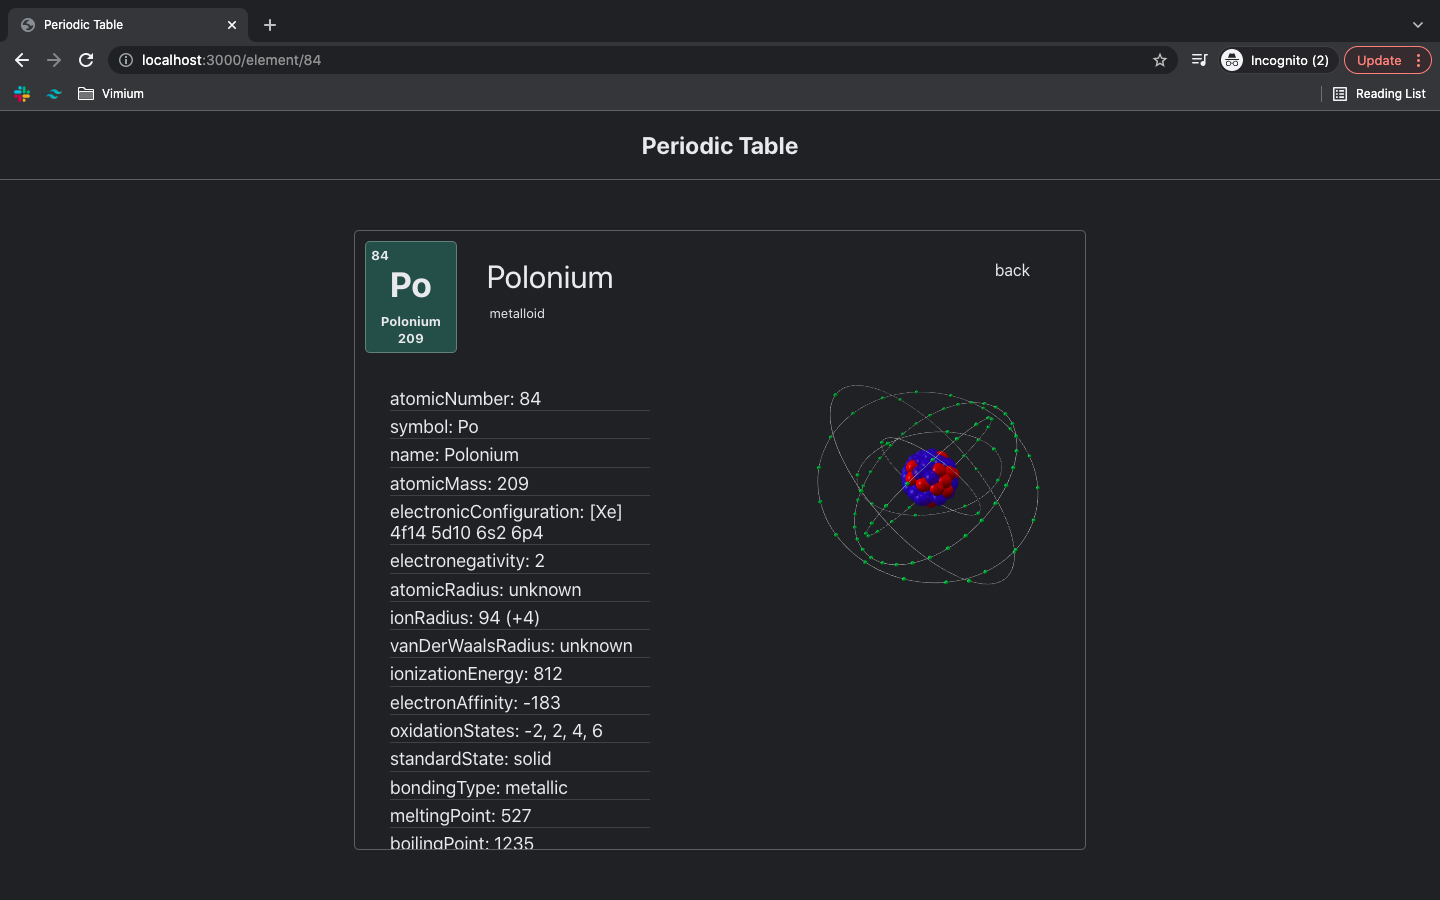 Periodic Table
localhost:3000/element/84
Incognito (2)
Update
Vimium
Reading List
Periodic Table
84
Po
Polonium
209
Polonium
metalloid
back
atomicNumber: 84
symbol: Po
name: Polonium
atomicMass: 209
electronicConfiguration: [Xe]
4f14 5d10 6s2 6p4
electronegativity: 2
atomicRadius: unknown
ionRadius: 94 (+4)
vanDerWaalsRadius: unknown
ionizationEnergy: 812
electronAffinity: -183
oxidationStates: -2, 2, 4, 6
standardState: solid
bondingType: metallic
meltingPoint: 527
boilingPoint: 1235